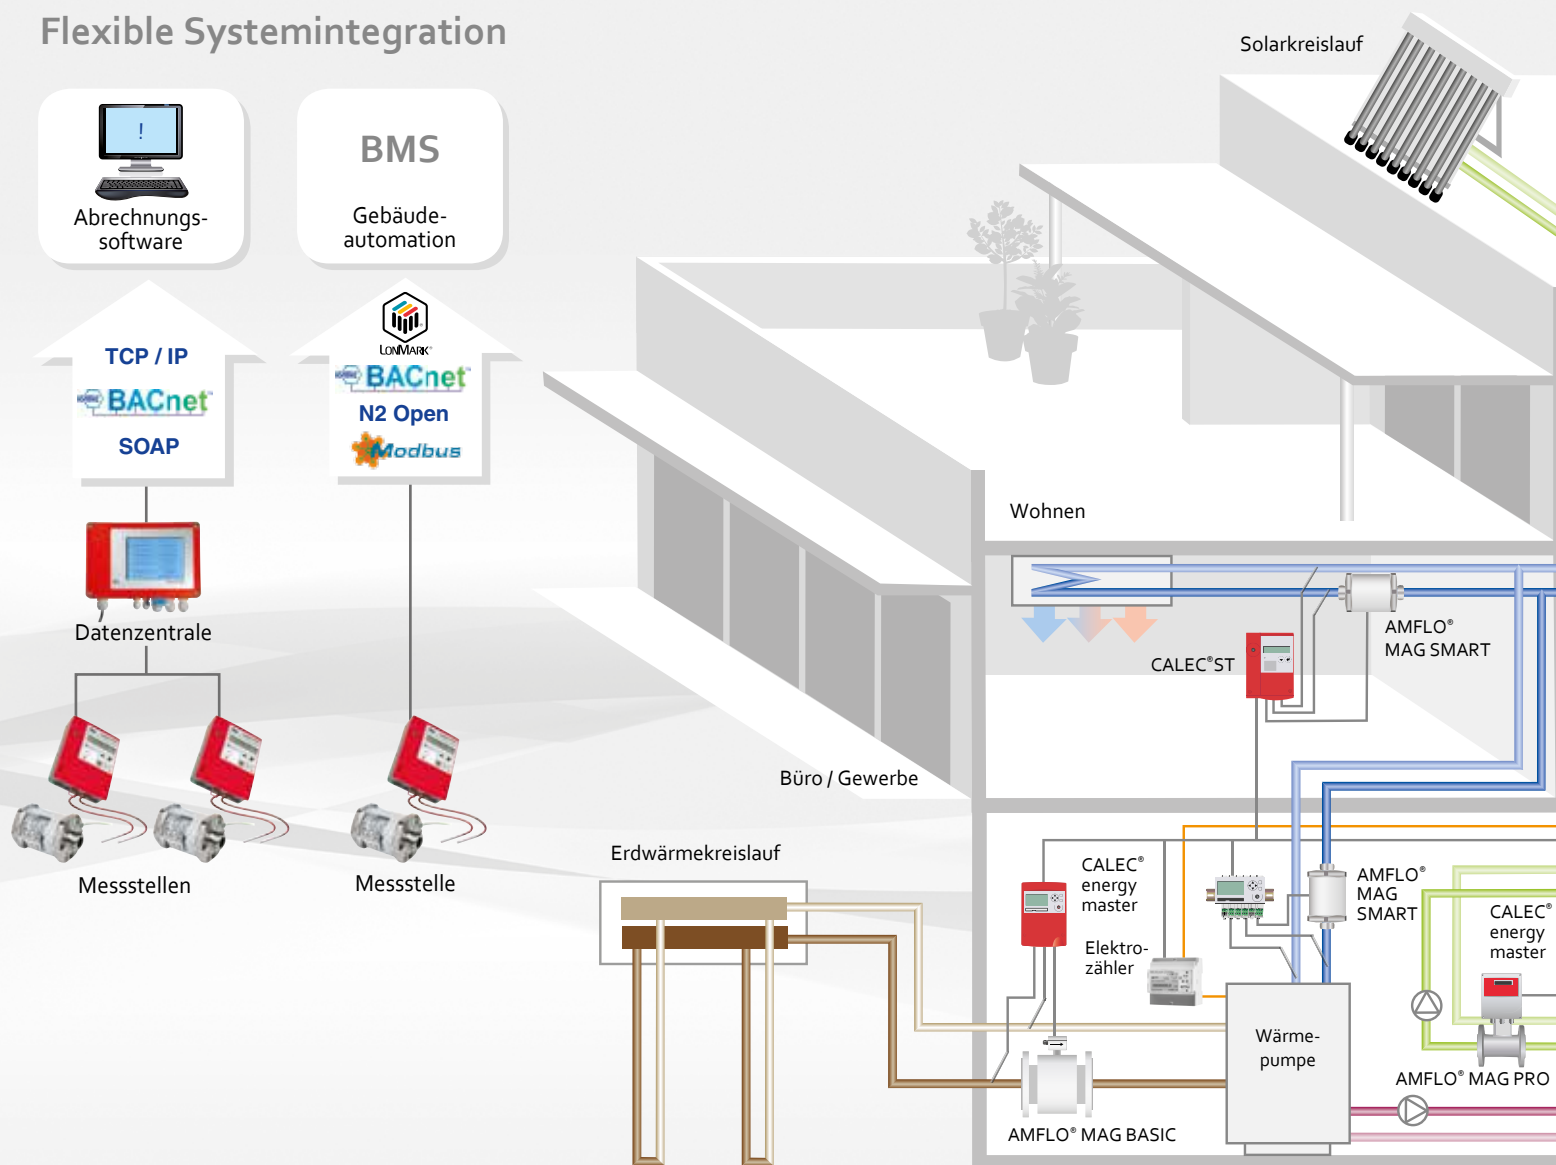 Flexible Systemintegration
Solarkreislauf
!
Abrechnungs-
software
BMS
Gebäude-
automation
TCP / IP
BACnet™
SOAP
LONMARK®
BACnet™
N2 Open
Modbus
Datenzentrale
Messstellen
Messstelle
Wohnen
AMFLO®
MAG SMART
CALEC®ST
Büro / Gewerbe
Erdwärmekreislauf
CALEC®
energy
master
Elektro-
zähler
AMFLO®
MAG
SMART
CALEC®
energy
master
Wärme-
pumpe
AMFLO® MAG PRO
AMFLO® MAG BASIC